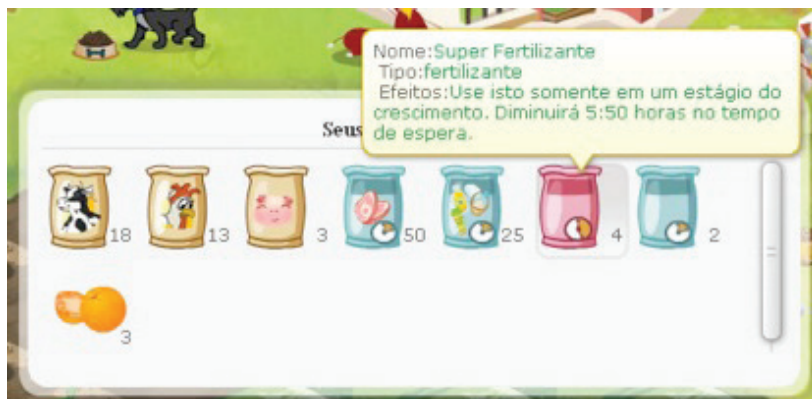 Nome:Super Fertilizante
Tipo:fertilizante
Efeitos:Use isto somente em um estágio do
crescimento. Diminuirá 5:50 horas no tempo
de espera.
Seus
18
13
3
50
25
4
2
3